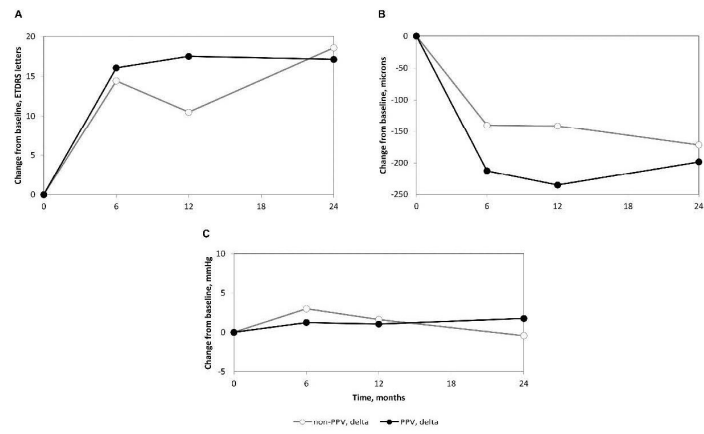 A
Change from baseline, ETDRS letters
20
15
10
5
0
0 6 12 18 24
B
Change from baseline, microns
0
-50
-100
-150
-200
-250
0 6 12 18 24
C
Change from baseline, mmHg
10
5
0
-5
0 6 12 18 24
Time, months
non-PPV, delta PPV, delta